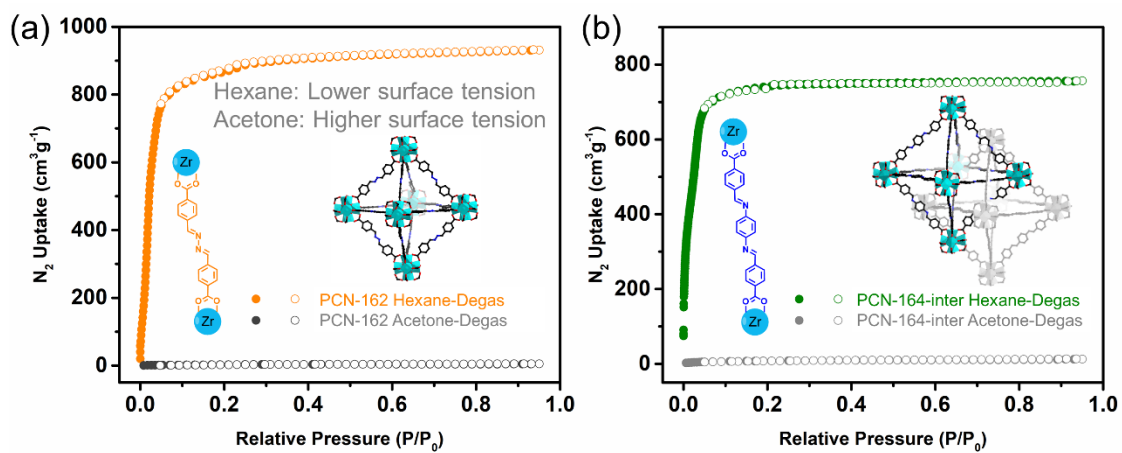 (a)
1000
800
600
400
200
0
N2 Uptake (cm3g-1)
Hexane: Lower surface tension
Acetone: Higher surface tension
Zr
O
O
N
N
O
O
Zr
PCN-162 Hexane-Degas
PCN-162 Acetone-Degas
0.0 0.2 0.4 0.6 0.8 1.0
Relative Pressure (P/P0)
(b)
800
600
400
200
0
N2 Uptake (cm3g-1)
Zr
O
O
N
N
O
O
Zr
PCN-164-inter Hexane-Degas
PCN-164-inter Acetone-Degas
0.0 0.2 0.4 0.6 0.8 1.0
Relative Pressure (P/P0)